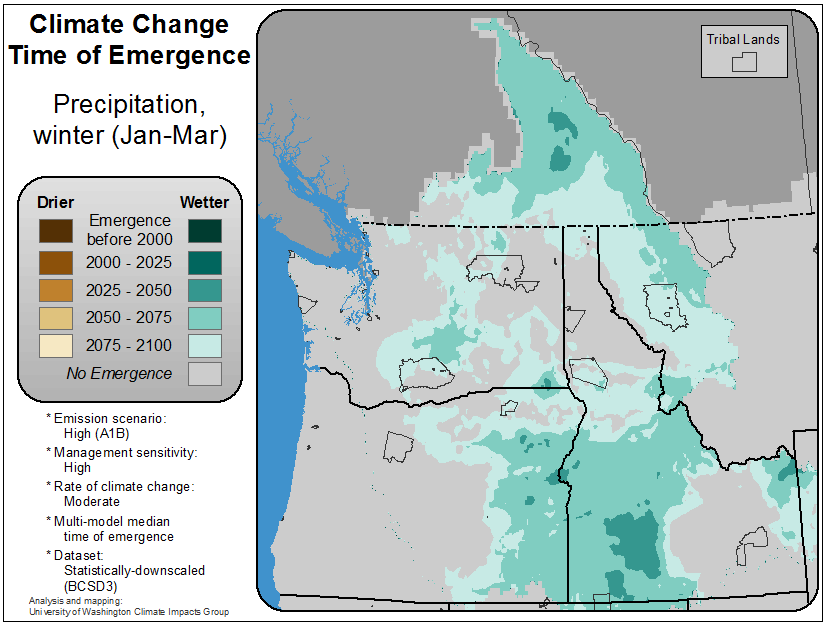 Climate Change
Time of Emergence
Precipitation,
winter (Jan-Mar)
Drier
Wetter
Emergence
before 2000
2000 - 2025
2025 - 2050
2050 - 2075
2075 - 2100
No Emergence
* Emission scenario:
High (A1B)
* Management sensitivity:
High
* Rate of climate change:
Moderate
* Multi-model median
time of emergence
* Dataset:
Statistically-downscaled
(BCSD3)
Analysis and mapping:
University of Washington Climate Impacts Group
Tribal Lands